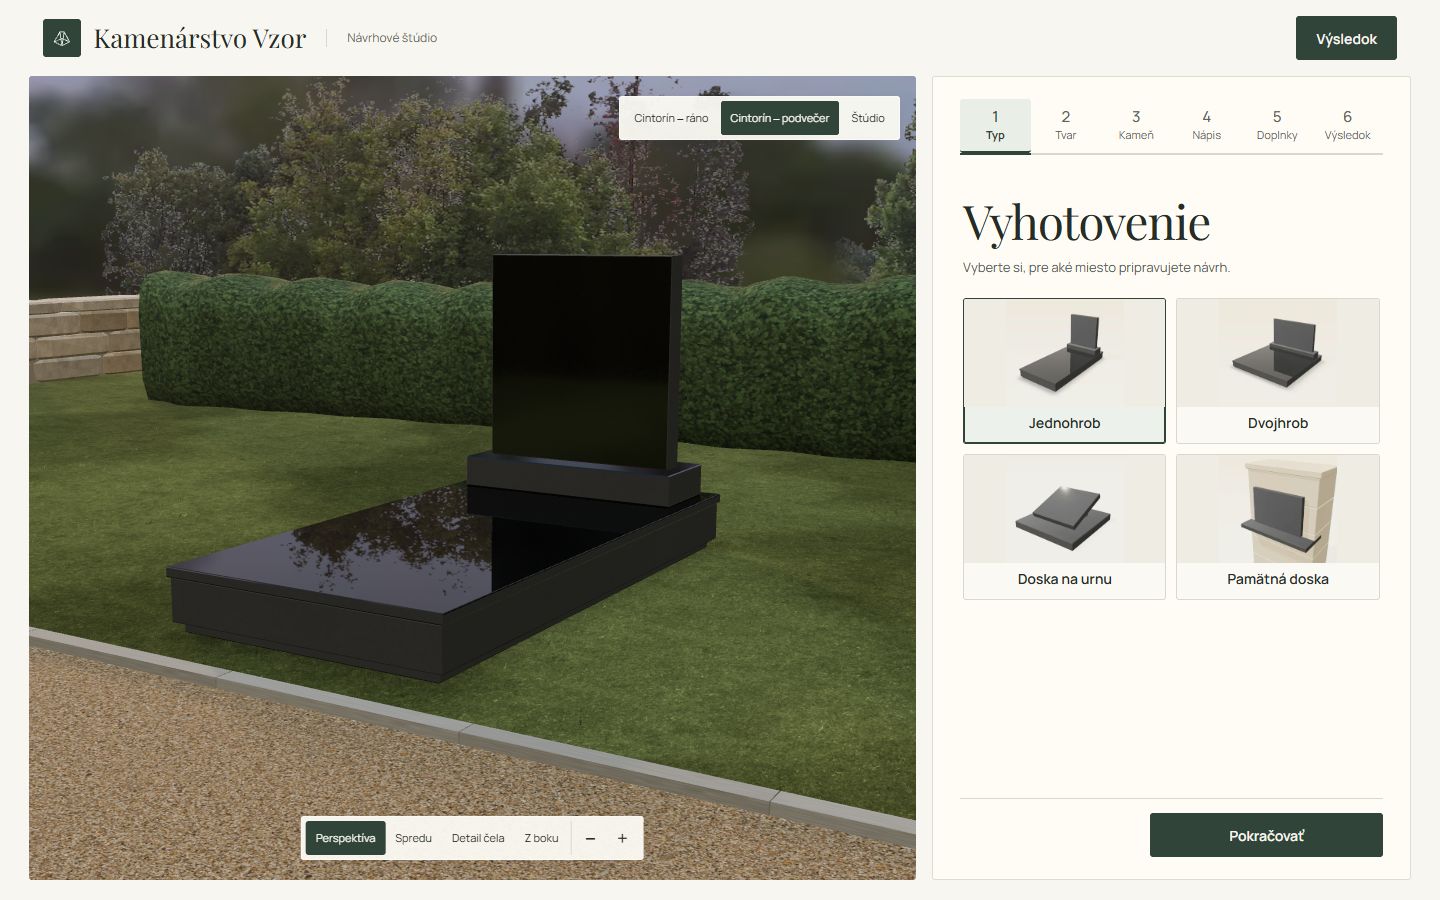 Kamenárstvo Vzor
Návrhové štúdio
Výsledok
Cintorín – ráno
Cintorín – podvečer
Štúdio
1
Typ
2
Tvar
3
Kameň
4
Nápis
5
Doplnky
6
Výsledok
Vyhotovenie
Vyberte si, pre aké miesto pripravujete návrh.
Jednohrob
Dvojhrob
Doska na urnu
Pamätná doska
Perspektíva
Spredu
Detail čela
Z boku
−
+
Pokračovať